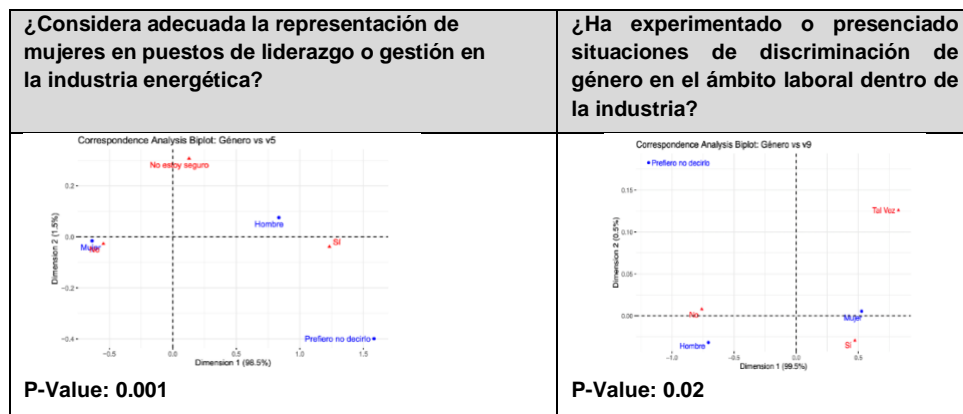 ¿Considera adecuada la representación de
mujeres en puestos de liderazgo o gestión en
la industria energética?
¿Ha experimentado o presenciado
situaciones de discriminación de
género en el ámbito laboral dentro de
la industria?
Correspondence Analysis Biplot: Género vs v5
No estoy seguro
0.2
Hombre
Dimension 2 (1.5%)
0.0
Mujer
No
Sí
-0.2
-0.4
Prefiero no decirlo
-0.5
0.0
0.5
1.0
1.5
Dimension 1 (98.5%)
P-Value: 0.001
Correspondence Analysis Biplot: Género vs v9
Prefiero no decirlo
0.15
Tal Vez
0.10
Dimension 2 (0.5%)
0.05
No
0.00
Mujer
Hombre
Sí
-1.0
-0.5
0.0
0.5
Dimension 1 (99.5%)
P-Value: 0.02